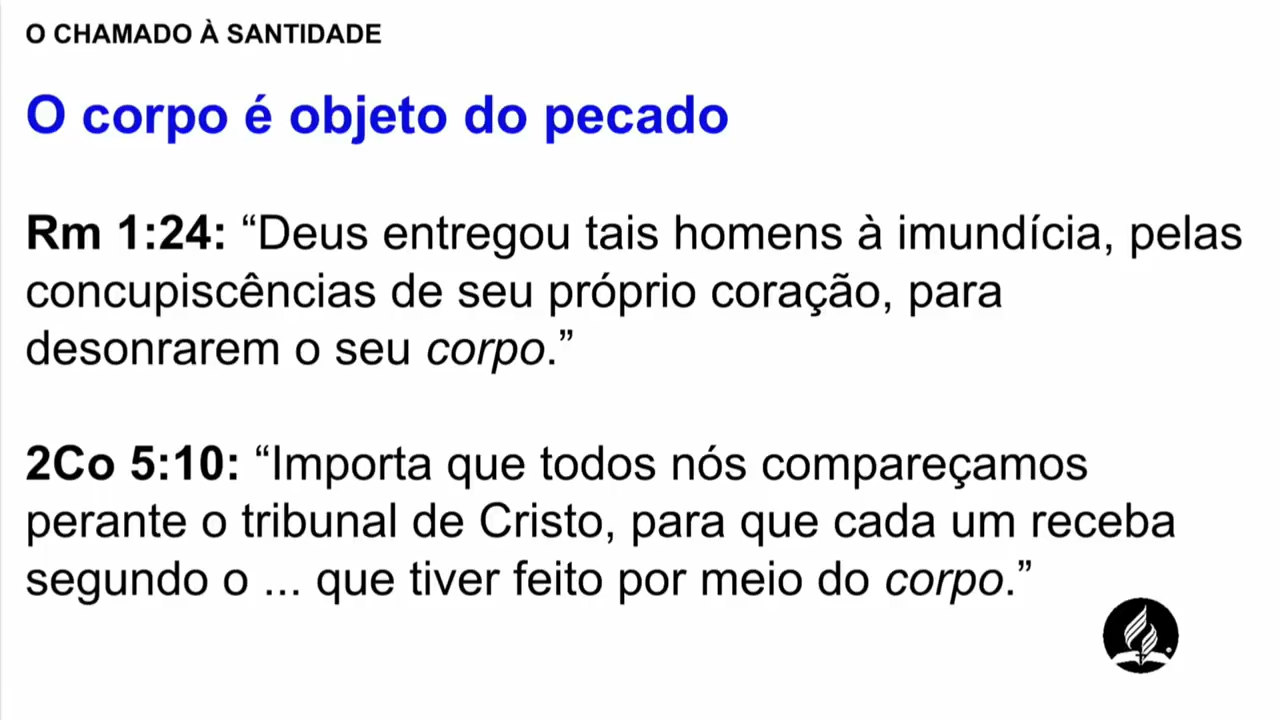 O CHAMADO À SANTIDADE
O corpo é objeto do pecado
Rm 1:24: “Deus entregou tais homens à imundícia, pelas
concupiscências de seu próprio coração, para
desonrarem o seu corpo.”
2Co 5:10: “Importa que todos nós compareçamos
perante o tribunal de Cristo, para que cada um receba
segundo o ... que tiver feito por meio do corpo.”